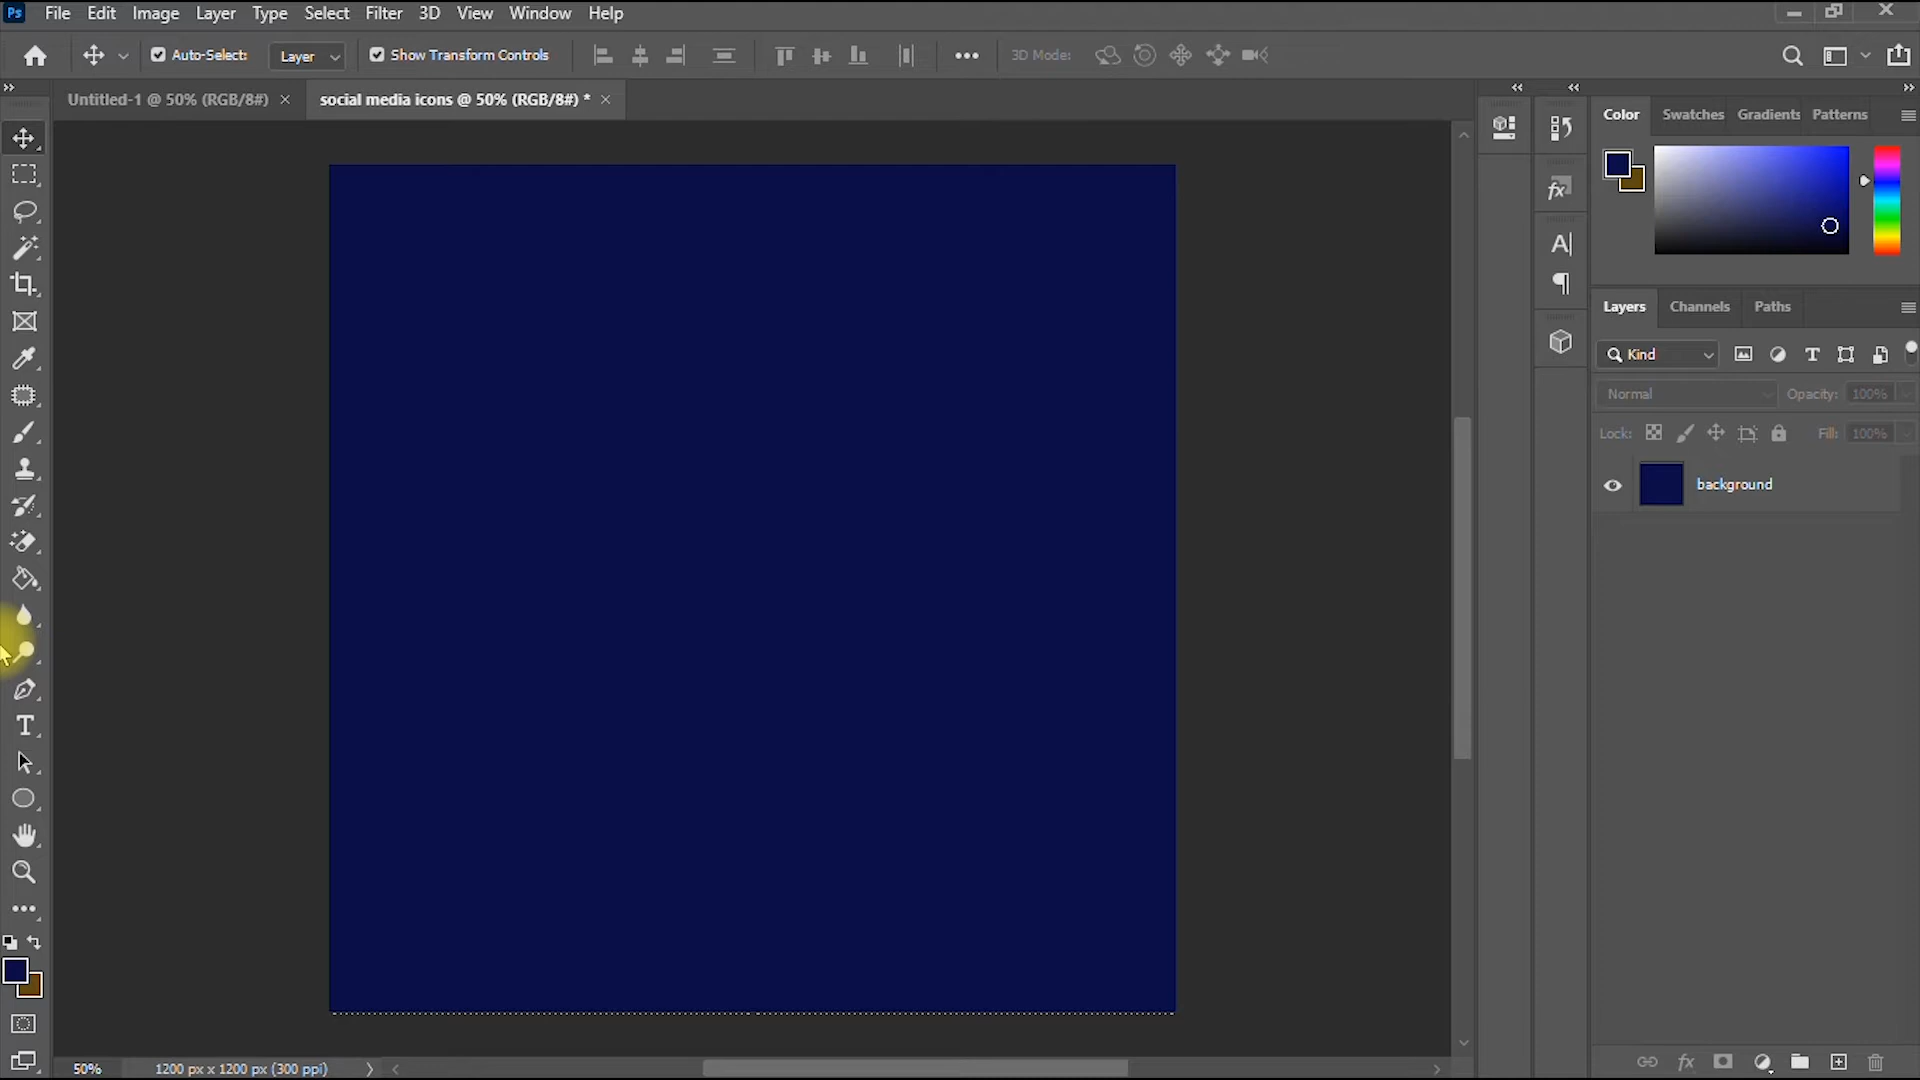 Ps File Edit Image Layer Type Select Filter 3D View Window Help
Auto-Select: Layer Show Transform Controls 3D Mode:
Untitled-1 @ 50% (RGB/8#) × social media icons @ 50% (RGB/8#) * ×
Color Swatches Gradients Patterns
Layers Channels Paths
Kind
Normal Opacity: 100%
Lock: Fill: 100%
background
50% 1200 px x 1200 px (300 ppi)